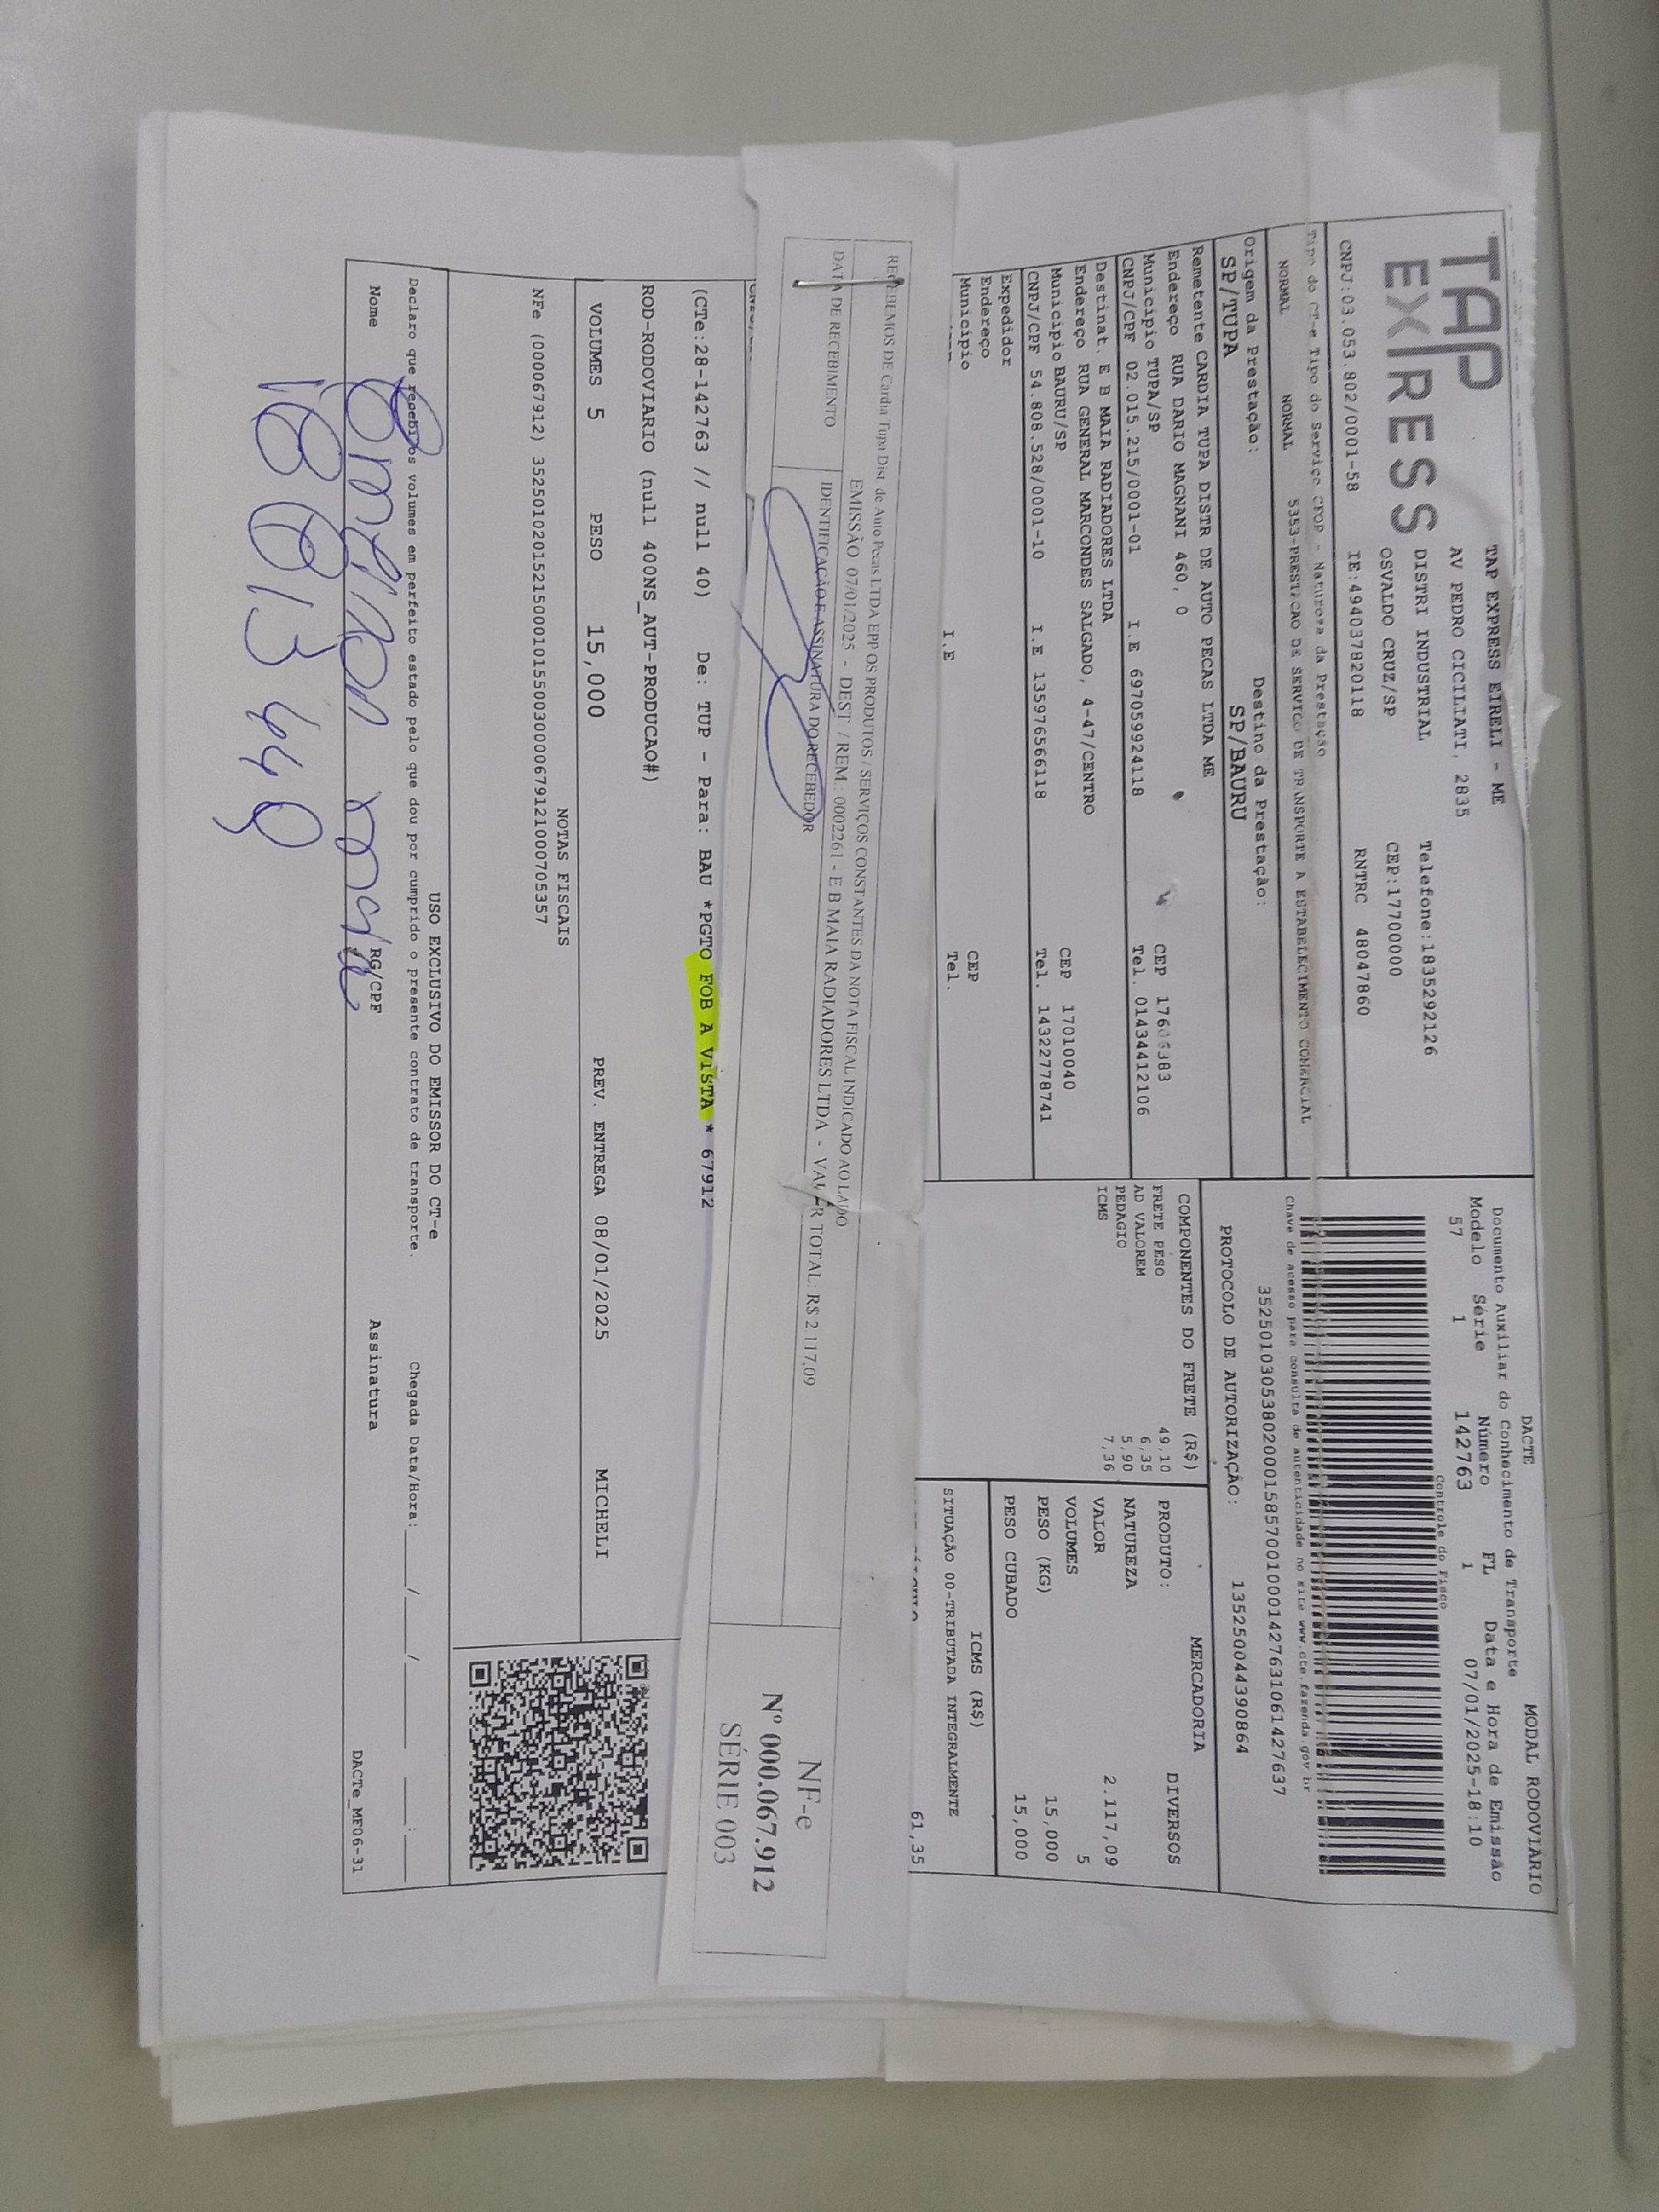 TAP
EXPRESS
TAP EXPRESS EIRELI - ME
AV PEDRO CICILIATI, 2835
DISTRI INDUSTRIAL
Telefone:1835292126
OSVALDO CRUZ/SP
CEP:17700000
CNPJ:03.053.802/0001-58
IE:494037820118
RNTRC 48047860
DACTE
MODAL RODOVIÁRIO
Documento Auxiliar do Conhecimento de Transporte
Modelo Série Número FL Data e Hora de Emissão
57 1 142763 1 07/01/2025-18:10
Controle do Fisco
Chave de acesso para consulta de autenticidade no site www.cte.fazenda.gov.br
35250103053802000158570010001427631061427637
PROTOCOLO DE AUTORIZAÇÃO: 135250044390864
Tipo do CT-e Tipo do Serviço CFOP - Natureza da Prestação
NORMAL NORMAL 5353-PRESTACAO DE SERVICO DE TRANSPORTE A ESTABELECIMENTO COMERCIAL
Origem da Prestação: Destino da Prestação:
SP/TUPA SP/BAURU
Remetente CARDIA TUPA DISTR DE AUTO PECAS LTDA ME
Endereço RUA DARIO MAGNANI 460, 0
Município TUPA/SP CEP
CNPJ/CPF 02.015.215/0001-01 I.E 697059924118 Tel. 01434412106
Destinat. E B MAIA RADIADORES LTDA
Endereço RUA GENERAL MARCONDES SALGADO, 4-47/CENTRO
Município BAURU/SP CEP 17010040
CNPJ/CPF 54.808.528/0001-10 I.E 135976566118 Tel. 14322778741
Expedidor
Endereço
Município CEP
I.E Tel.
COMPONENTES DO FRETE (R$)
FRETE PESO 49,10
AD VALOREM 6,35
PEDAGIO 5,90
ICMS 7,36
MERCADORIA
PRODUTO: DIVERSOS
NATUREZA
VALOR 2.117,09
VOLUMES 5
PESO (KG) 15,000
PESO CUBADO 15,000
ICMS (R$)
SITUAÇÃO 00-TRIBUTADA INTEGRALMENTE
61,35
RECEBEMOS DE Cardia Tupa Dist. de Auto Pecas LTDA EPP OS PRODUTOS / SERVIÇOS CONSTANTES DA NOTA FISCAL INDICADO AO LADO
EMISSÃO 07/01/2025 - DEST / REM.: 0002261 - E B MAIA RADIADORES LTDA - VALOR TOTAL: R$ 2.117,09
DATA DE RECEBIMENTO
IDENTIFICAÇÃO E ASSINATURA DO RECEBEDOR
NF-e
Nº 000.067.912
SÉRIE 003
(CTe:28-142763 // null 40) De: TUP - Para: BAU *PGTO FOB A VISTA * 67912
ROD-RODOVIARIO (null 400NS_AUT-PRODUCAO#)
VOLUMES 5 PESO 15,000 PREV. ENTREGA 08/01/2025 MICHELI
NOTAS FISCAIS
NFe (000067912) 35250102015215000101550030000679121000705357
USO EXCLUSIVO DO EMISSOR DO CT-e
Declaro que recebi os volumes em perfeito estado pelo que dou por cumprido o presente contrato de transporte. Chegada Data/Hora:____/____/____ ____:____
Nome RG/CPF Assinatura
DACTe_MF06-31